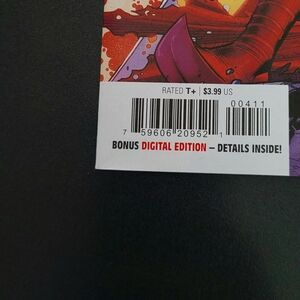 RATED T+ | $3.99 US
00411
7 59606 20952 1
BONUS DIGITAL EDITION – DETAILS INSIDE!